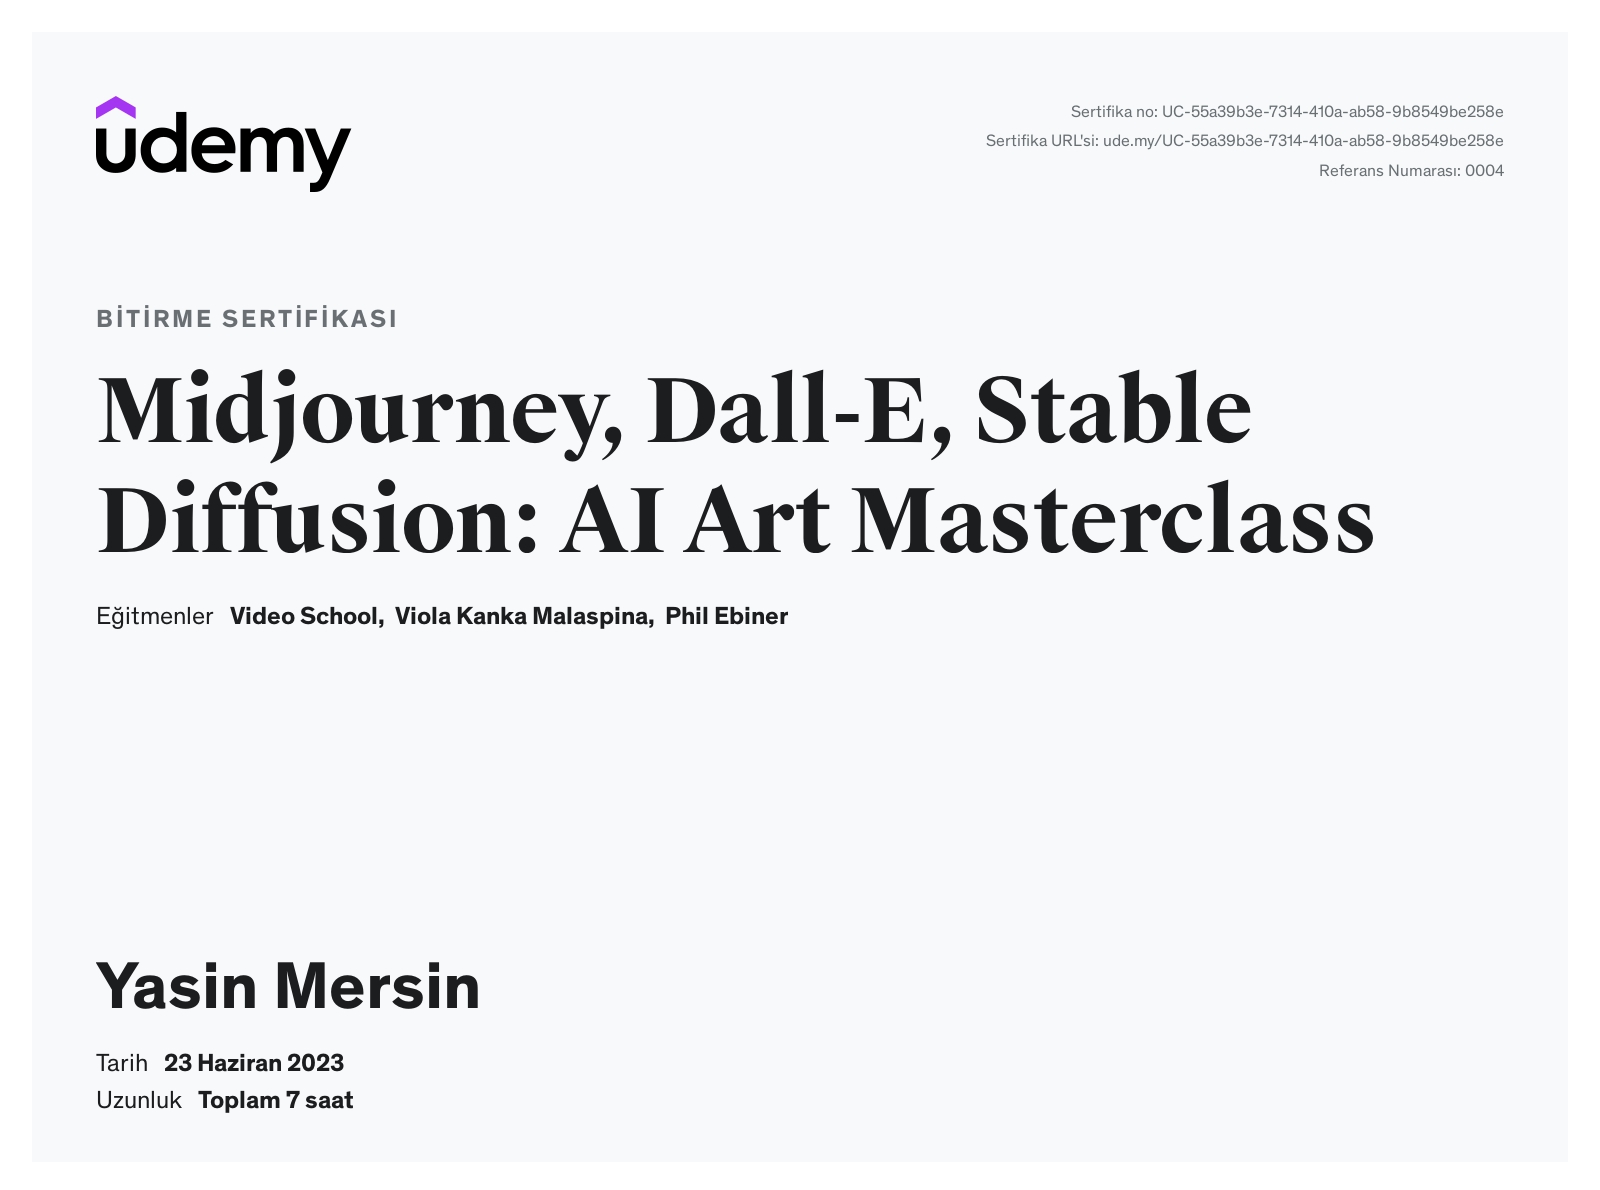 udemy
Sertifika no: UC-55a39b3e-7314-410a-ab58-9b8549be258e
Sertifika URL'si: ude.my/UC-55a39b3e-7314-410a-ab58-9b8549be258e
Referans Numarası: 0004
BİTİRME SERTİFİKASI
Midjourney, Dall-E, Stable
Diffusion: AI Art Masterclass
Eğitmenler Video School, Viola Kanka Malaspina, Phil Ebiner
Yasin Mersin
Tarih 23 Haziran 2023
Uzunluk Toplam 7 saat